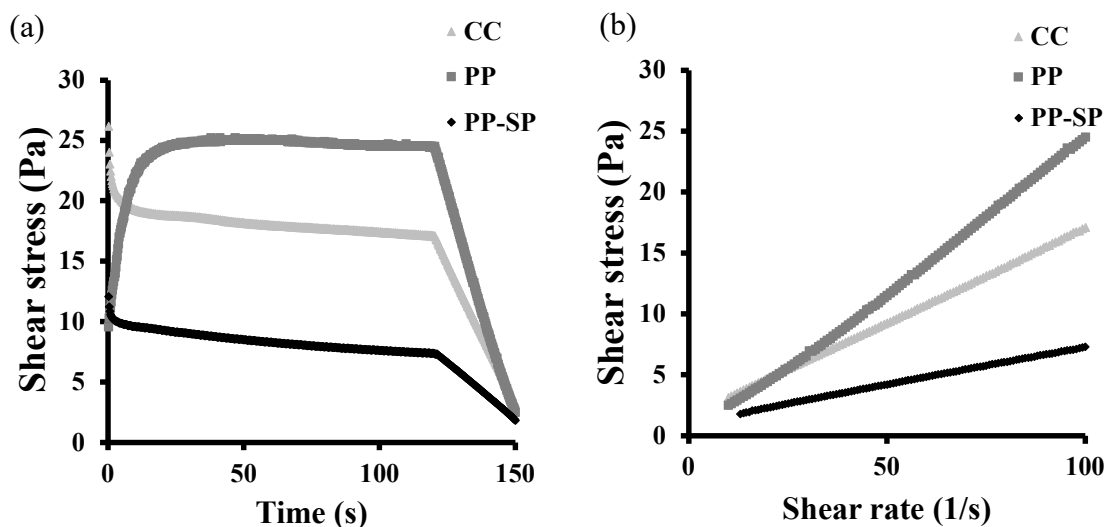 (a)
CC
PP
PP-SP
30
25
20
15
10
5
0
Shear stress (Pa)
0 50 100 150
Time (s)
(b)
CC
PP
PP-SP
30
25
20
15
10
5
0
Shear stress (Pa)
0 50 100
Shear rate (1/s)